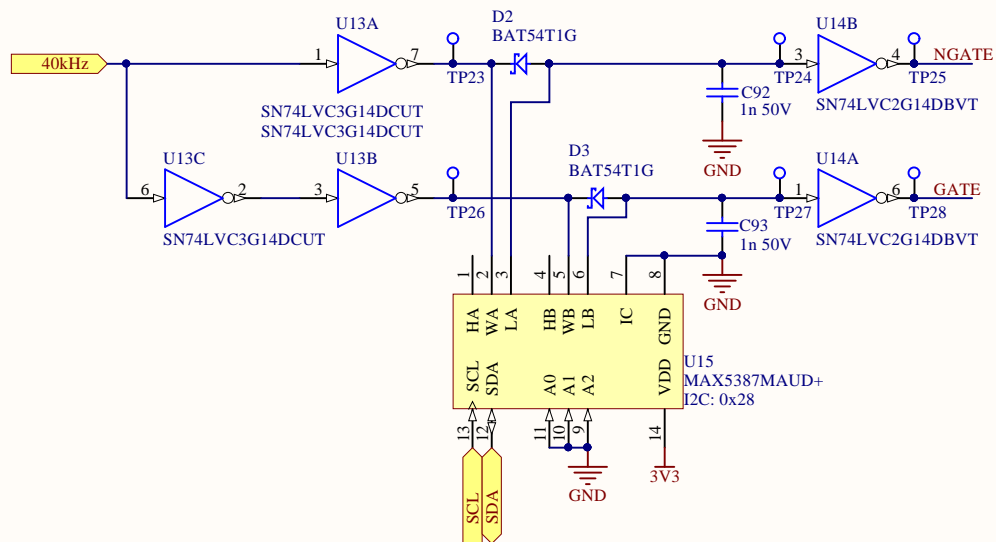 D2
BAT54T1G
U13A
U14B
40kHz
1
7
3
4
NGATE
TP23
TP24
TP25
C92
1n 50V
SN74LVC3G14DCUT
SN74LVC3G14DCUT
SN74LVC2G14DBVT
GND
D3
BAT54T1G
U13C
U13B
U14A
6
2
3
5
1
6
GATE
TP26
TP27
TP28
C93
1n 50V
SN74LVC3G14DCUT
SN74LVC2G14DBVT
GND
1
2
3
4
5
6
7
8
HA
WA
LA
HB
WB
LB
IC
GND
SCL
SDA
A0
A1
A2
VDD
U15
MAX5387MAUD+
I2C: 0x28
13
12
11
10
9
14
SCL
SDA
GND
3V3